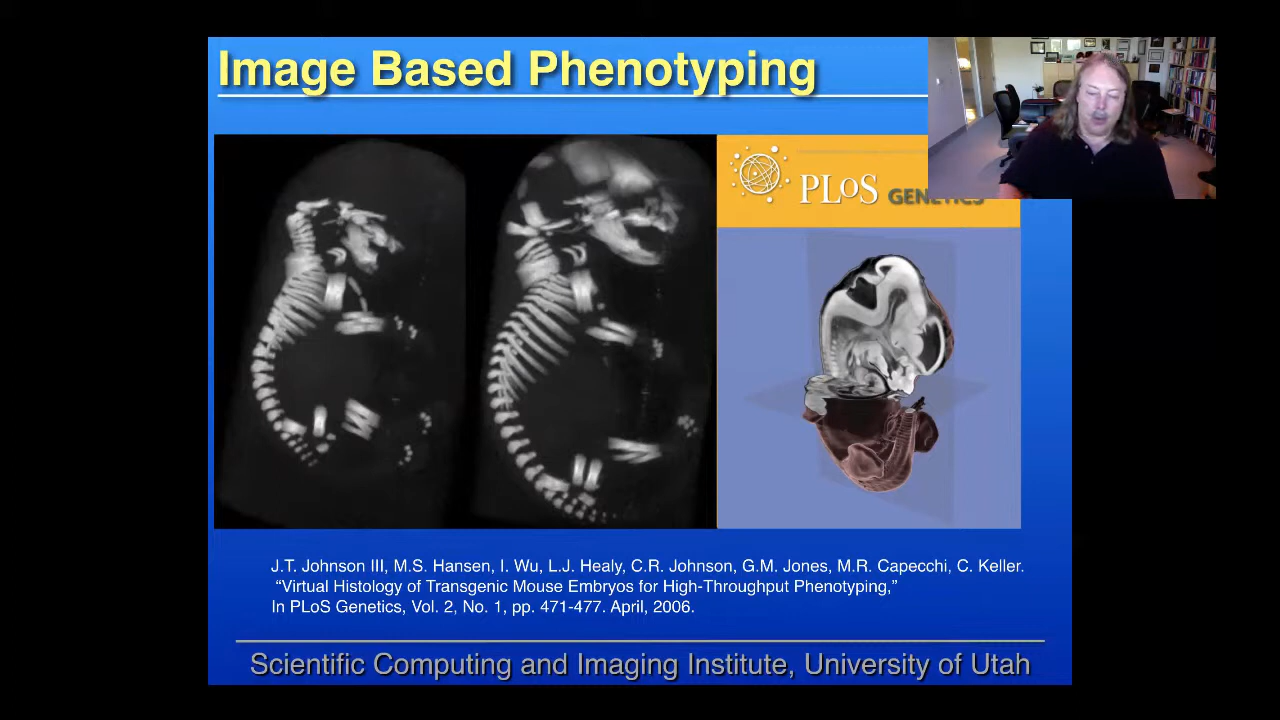 Image Based Phenotyping
PLoS GENETICS
J.T. Johnson III, M.S. Hansen, I. Wu, L.J. Healy, C.R. Johnson, G.M. Jones, M.R. Capecchi, C. Keller.
“Virtual Histology of Transgenic Mouse Embryos for High-Throughput Phenotyping,”
In PLoS Genetics, Vol. 2, No. 1, pp. 471-477. April, 2006.
Scientific Computing and Imaging Institute, University of Utah